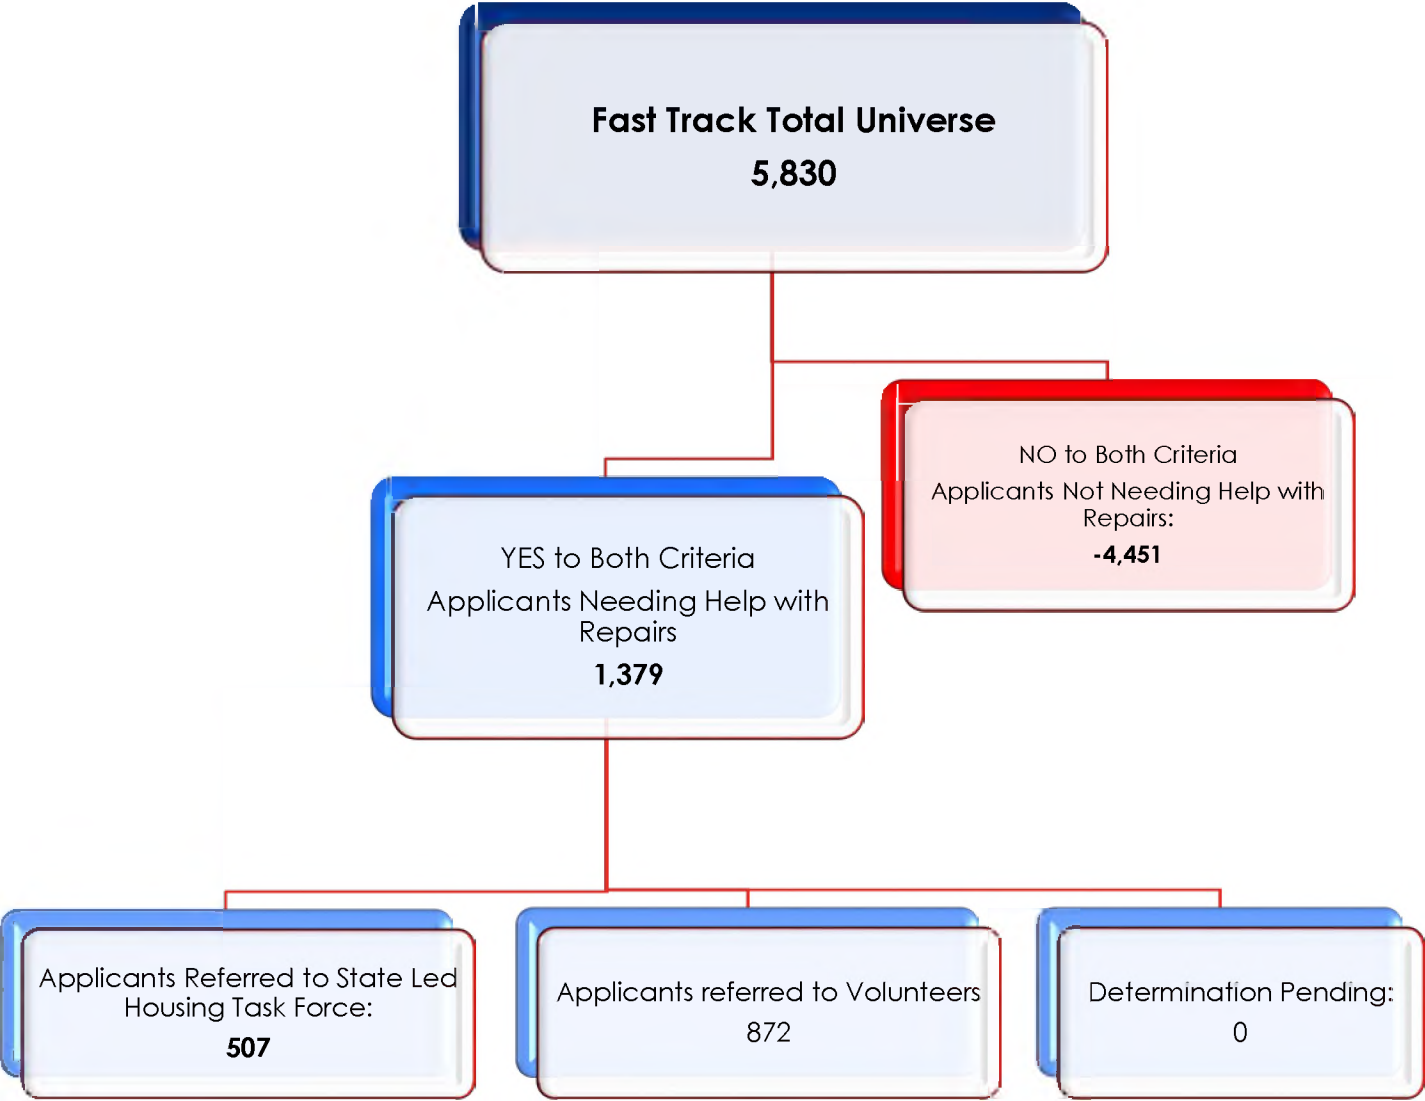 Fast Track Total Universe
5,830
NO to Both Criteria
Applicants Not Needing Help with
Repairs:
-4,451
YES to Both Criteria
Applicants Needing Help with
Repairs
1,379
Applicants Referred to State Led
Housing Task Force:
507
Applicants referred to Volunteers
872
Determination Pending:
0